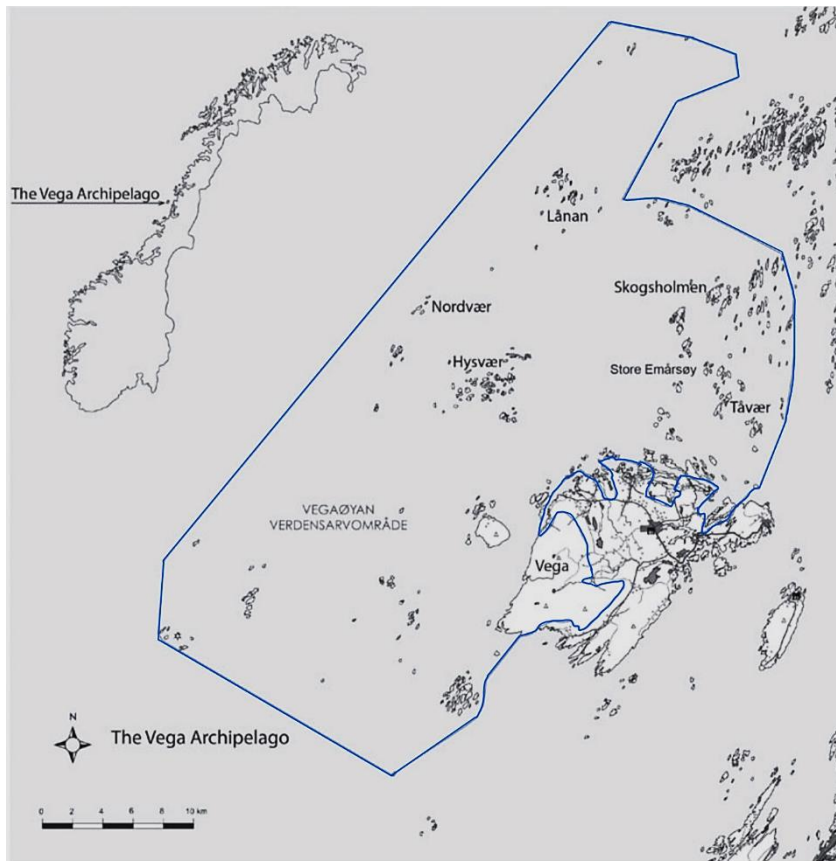 The Vega Archipelago
Lånan
Skogsholmen
Nordvær
Hysvær
Store Emårsøy
Tåvær
VEGAØYAN
VERDENSARVOMRÅDE
Vega
N
The Vega Archipelago
0 2 4 6 8 10 km